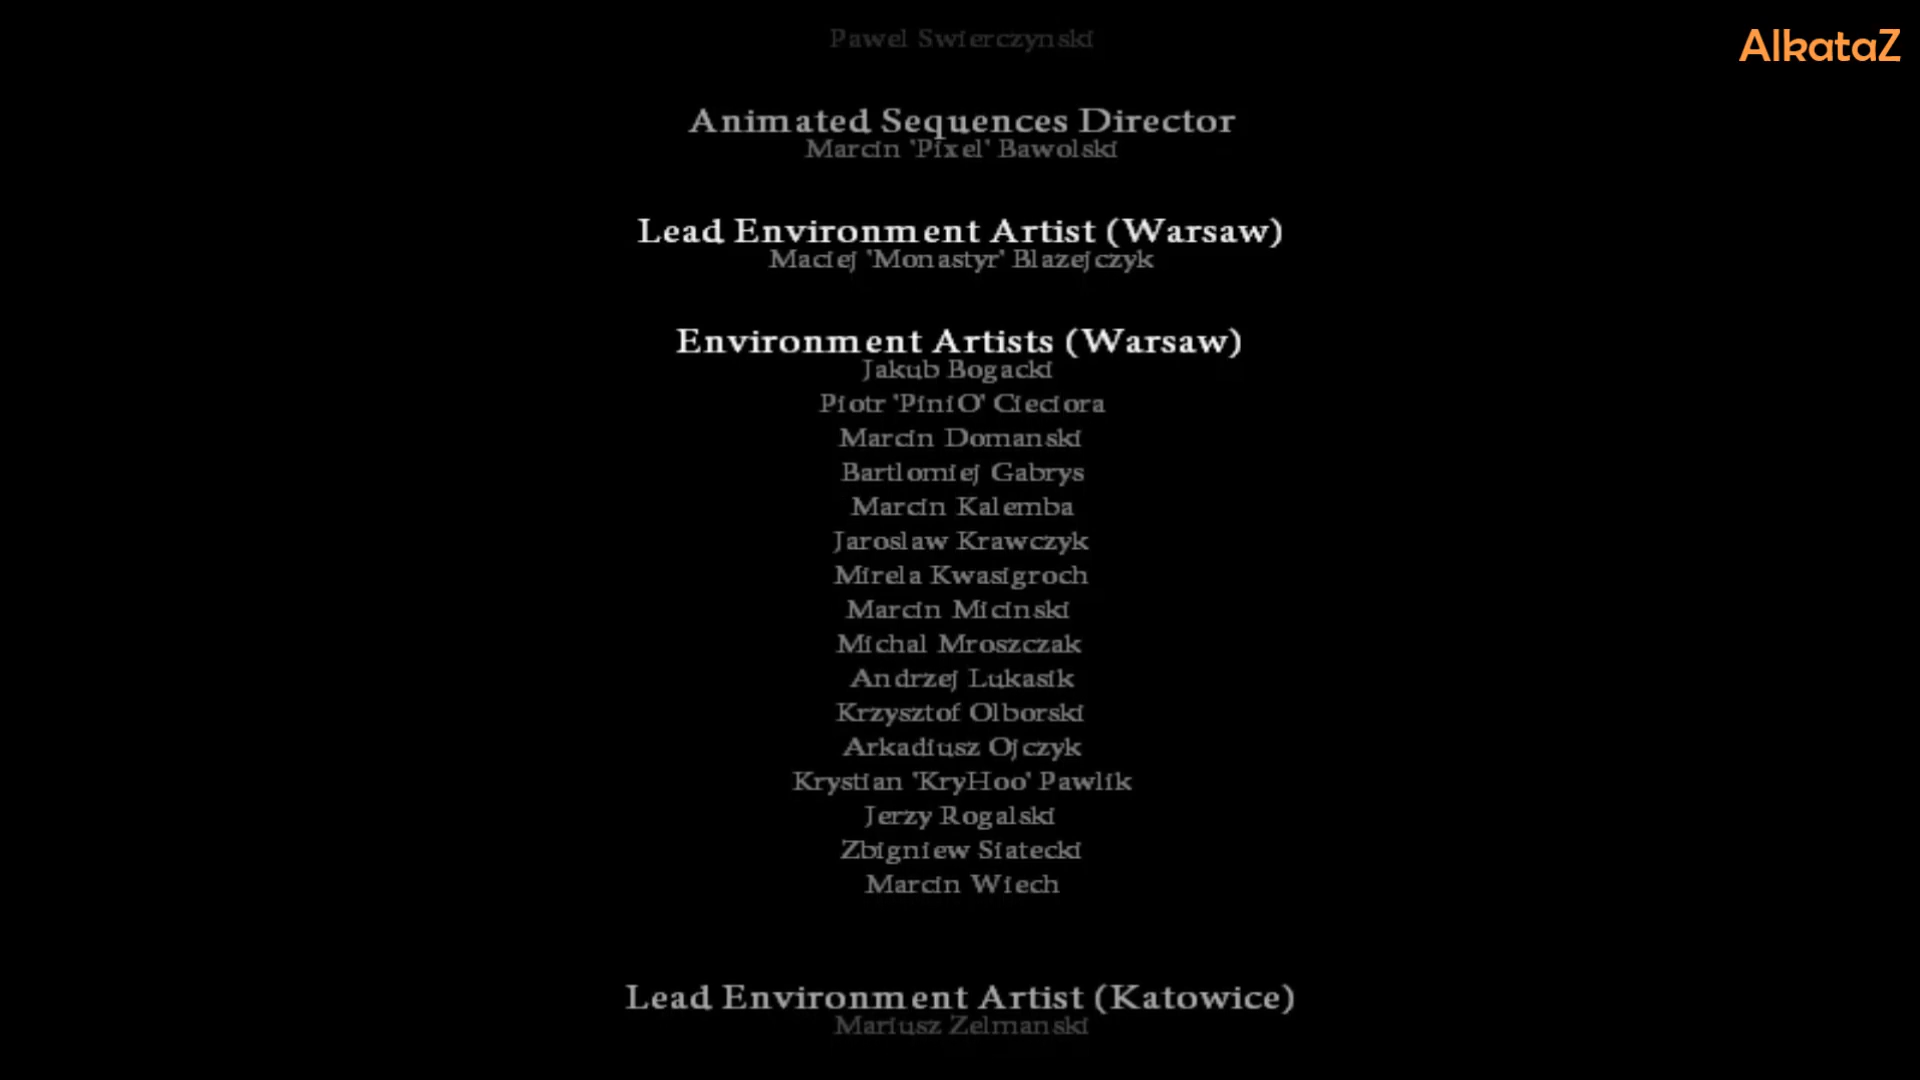 Pawel Swierczynski
AlkataZ
Animated Sequences Director
Marcin 'Pixel' Bawolski
Lead Environment Artist (Warsaw)
Maciej 'Monastyr' Blazejczyk
Environment Artists (Warsaw)
Jakub Bogacki
Piotr 'PiniO' Cieciora
Marcin Domanski
Bartlomiej Gabrys
Marcin Kalemba
Jaroslaw Krawczyk
Mirela Kwasigroch
Marcin Micinski
Michal Mroszczak
Andrzej Lukasik
Krzysztof Olborski
Arkadiusz Ojczyk
Krystian 'KryHoo' Pawlik
Jerzy Rogalski
Zbigniew Siatecki
Marcin Wiech
Lead Environment Artist (Katowice)
Mariusz Zelmanski